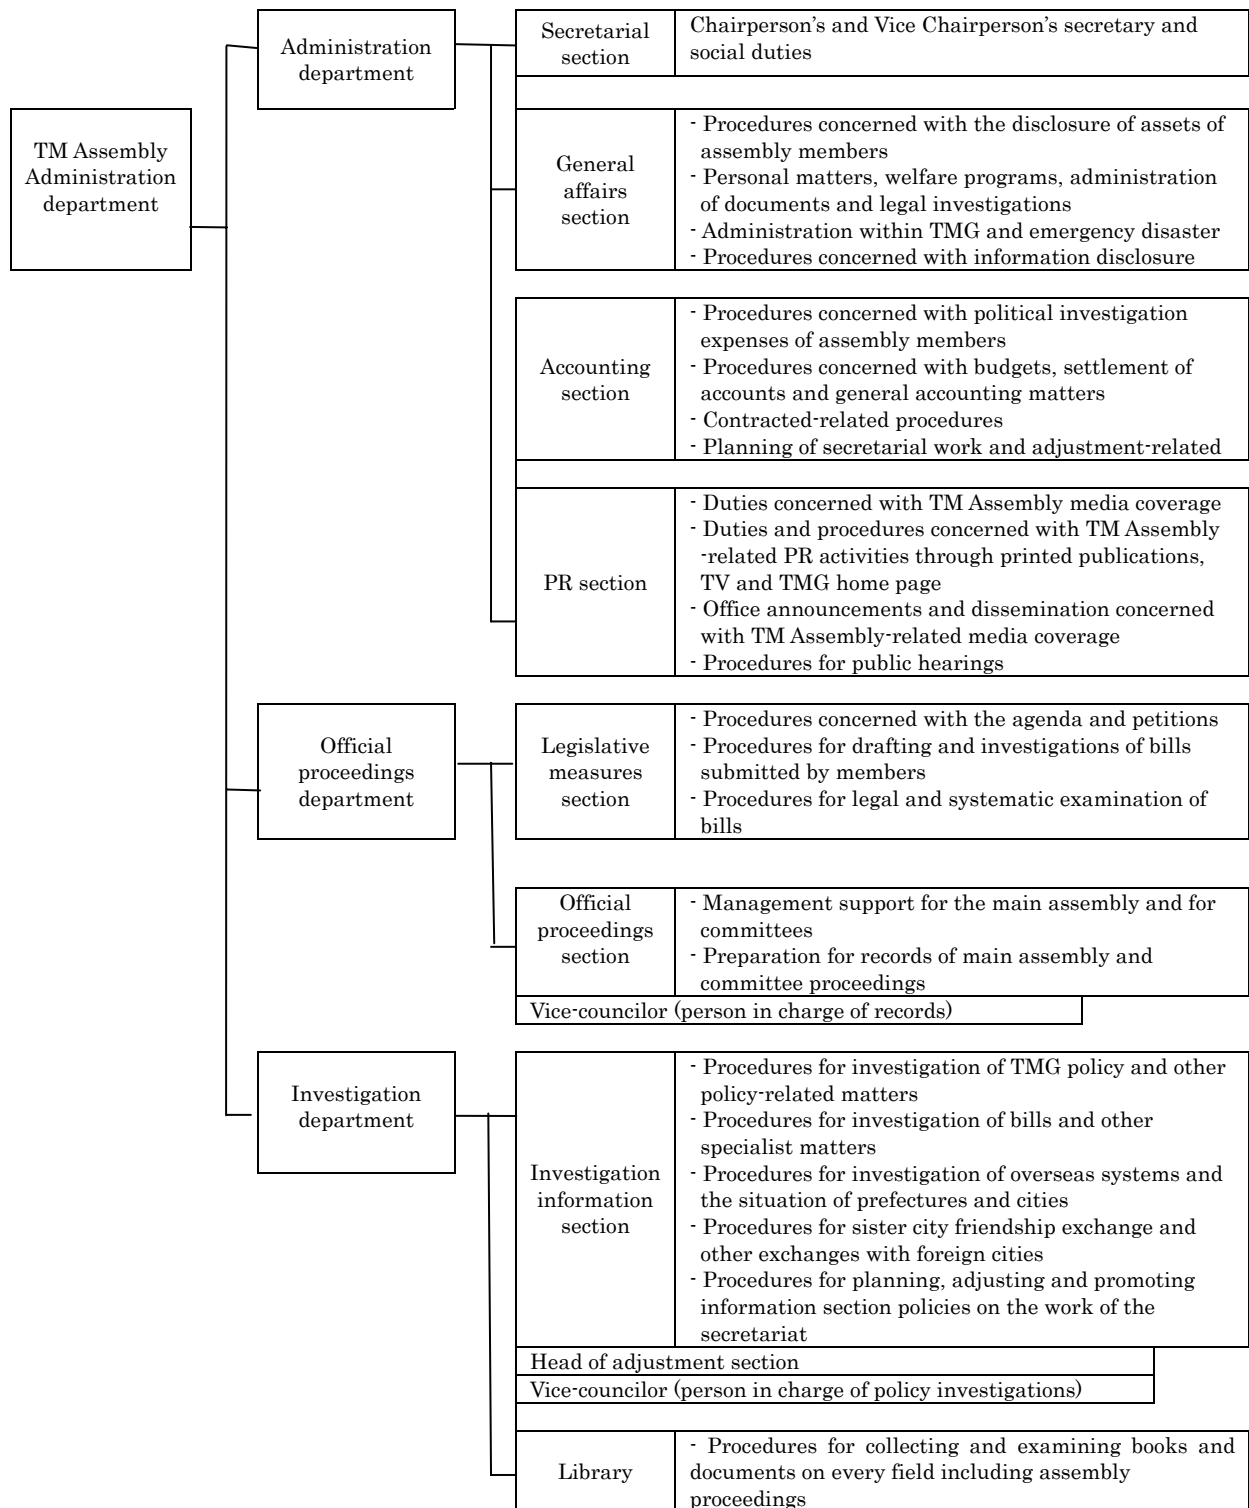 TM Assembly
Administration
department
Administration
department
Secretarial
section
Chairperson's and Vice Chairperson's secretary and
social duties
General
affairs
section
- Procedures concerned with the disclosure of assets of
assembly members
- Personal matters, welfare programs, administration
of documents and legal investigations
- Administration within TMG and emergency disaster
- Procedures concerned with information disclosure
Accounting
section
- Procedures concerned with political investigation
expenses of assembly members
- Procedures concerned with budgets, settlement of
accounts and general accounting matters
- Contracted-related procedures
- Planning of secretarial work and adjustment-related
PR section
- Duties concerned with TM Assembly media coverage
- Duties and procedures concerned with TM Assembly
-related PR activities through printed publications,
TV and TMG home page
- Office announcements and dissemination concerned
with TM Assembly-related media coverage
- Procedures for public hearings
Official
proceedings
department
Legislative
measures
section
- Procedures concerned with the agenda and petitions
- Procedures for drafting and investigations of bills
submitted by members
- Procedures for legal and systematic examination of
bills
Official
proceedings
section
- Management support for the main assembly and for
committees
- Preparation for records of main assembly and
committee proceedings
Vice-councilor (person in charge of records)
Investigation
department
Investigation
information
section
- Procedures for investigation of TMG policy and other
policy-related matters
- Procedures for investigation of bills and other
specialist matters
- Procedures for investigation of overseas systems and
the situation of prefectures and cities
- Procedures for sister city friendship exchange and
other exchanges with foreign cities
- Procedures for planning, adjusting and promoting
information section policies on the work of the
secretariat
Head of adjustment section
Vice-councilor (person in charge of policy investigations)
Library
- Procedures for collecting and examining books and
documents on every field including assembly
proceedings